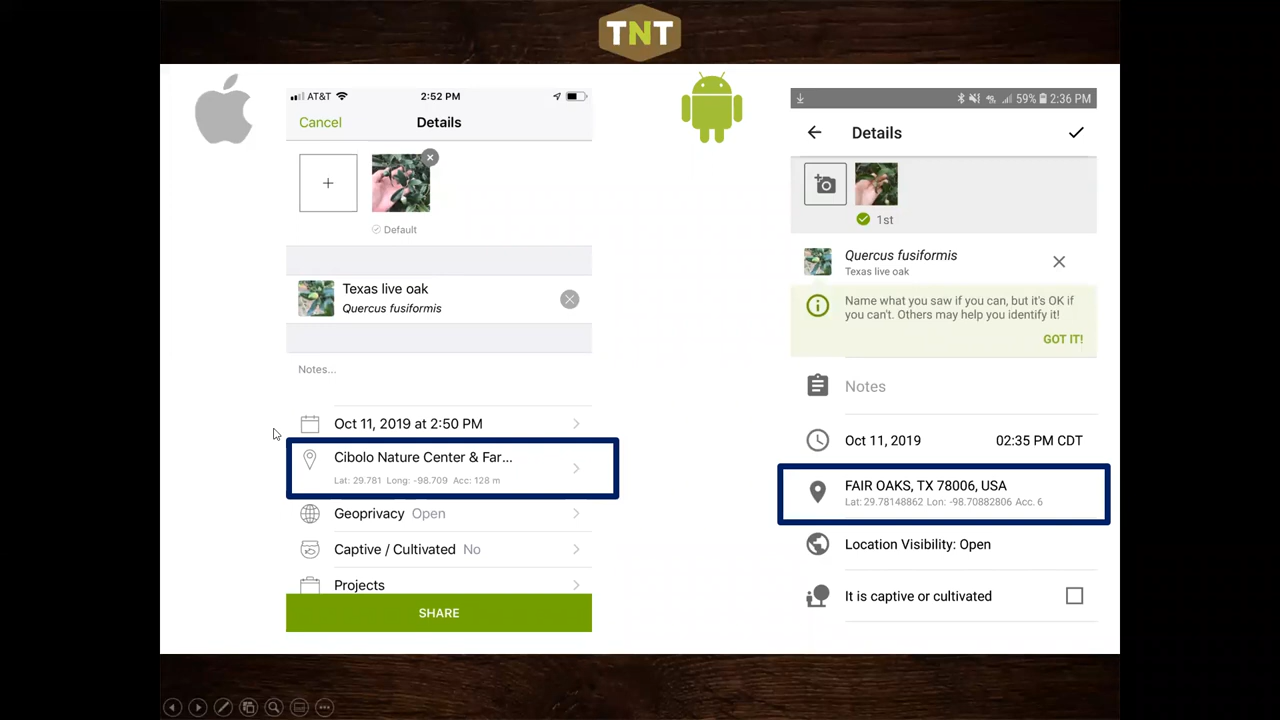 TNT
AT&T
2:52 PM
Cancel
Details
Default
Texas live oak
Quercus fusiformis
Notes...
Oct 11, 2019 at 2:50 PM
Cibolo Nature Center & Far...
Lat: 29.781 Long: -98.709 Acc: 128 m
Geoprivacy Open
Captive / Cultivated No
Projects
SHARE
59% 2:36 PM
Details
1st
Quercus fusiformis
Texas live oak
Name what you saw if you can, but it's OK if
you can't. Others may help you identify it!
GOT IT!
Notes
Oct 11, 2019 02:35 PM CDT
FAIR OAKS, TX 78006, USA
Lat: 29.78148862 Lon: -98.70882806 Acc. 6
Location Visibility: Open
It is captive or cultivated